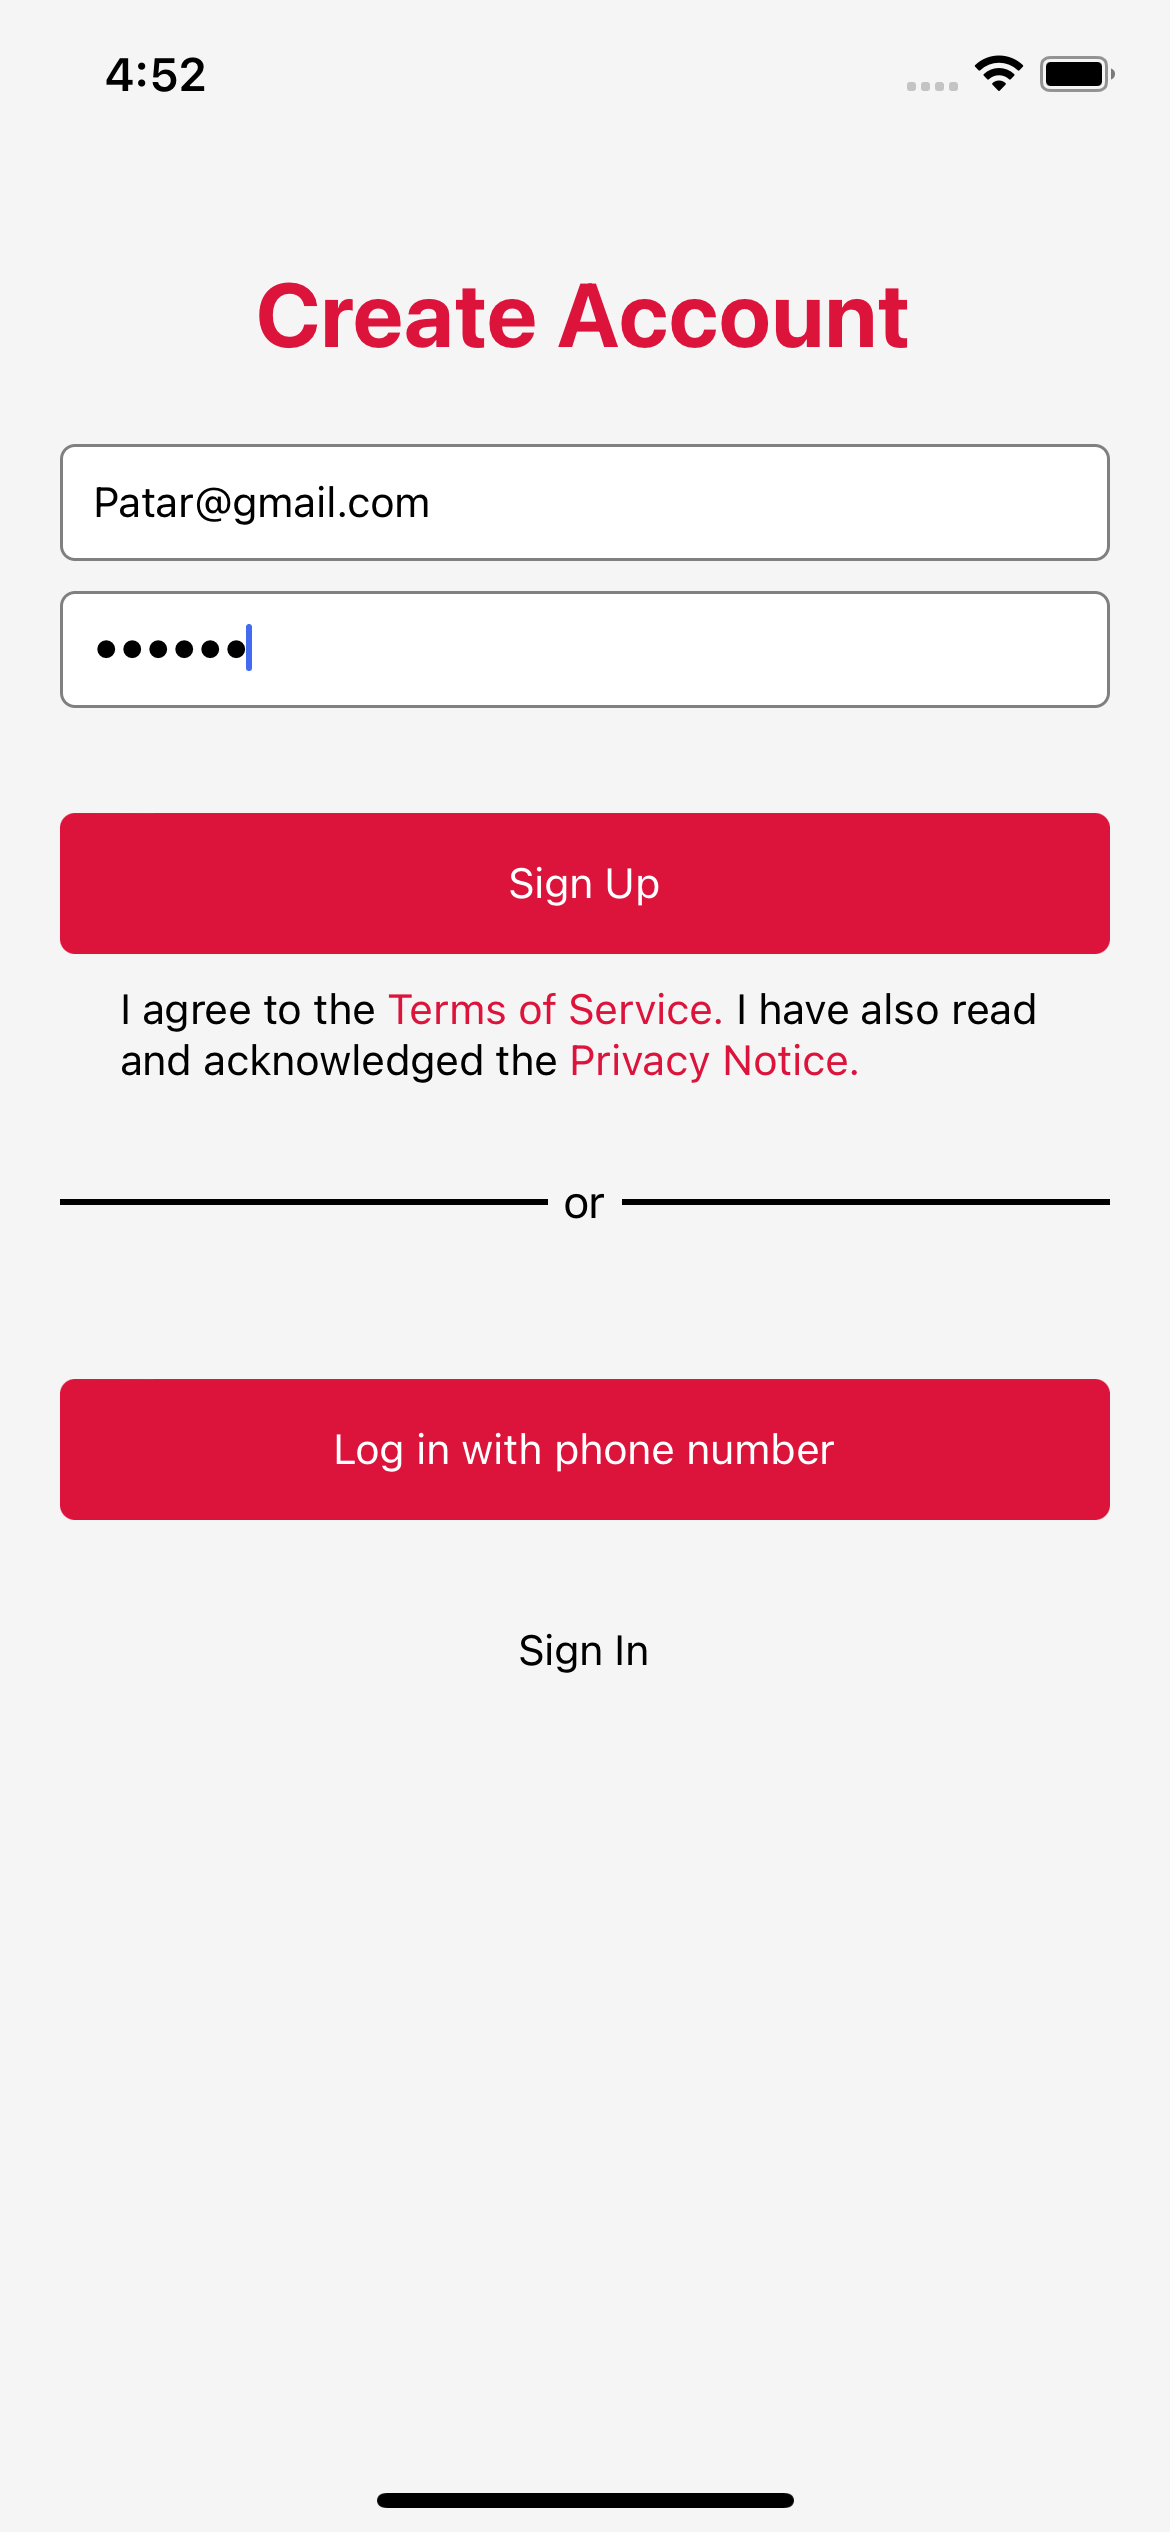 4:52
Create Account
Patar@gmail.com
••••••
Sign Up
I agree to the Terms of Service. I have also read
and acknowledged the Privacy Notice.
or
Log in with phone number
Sign In